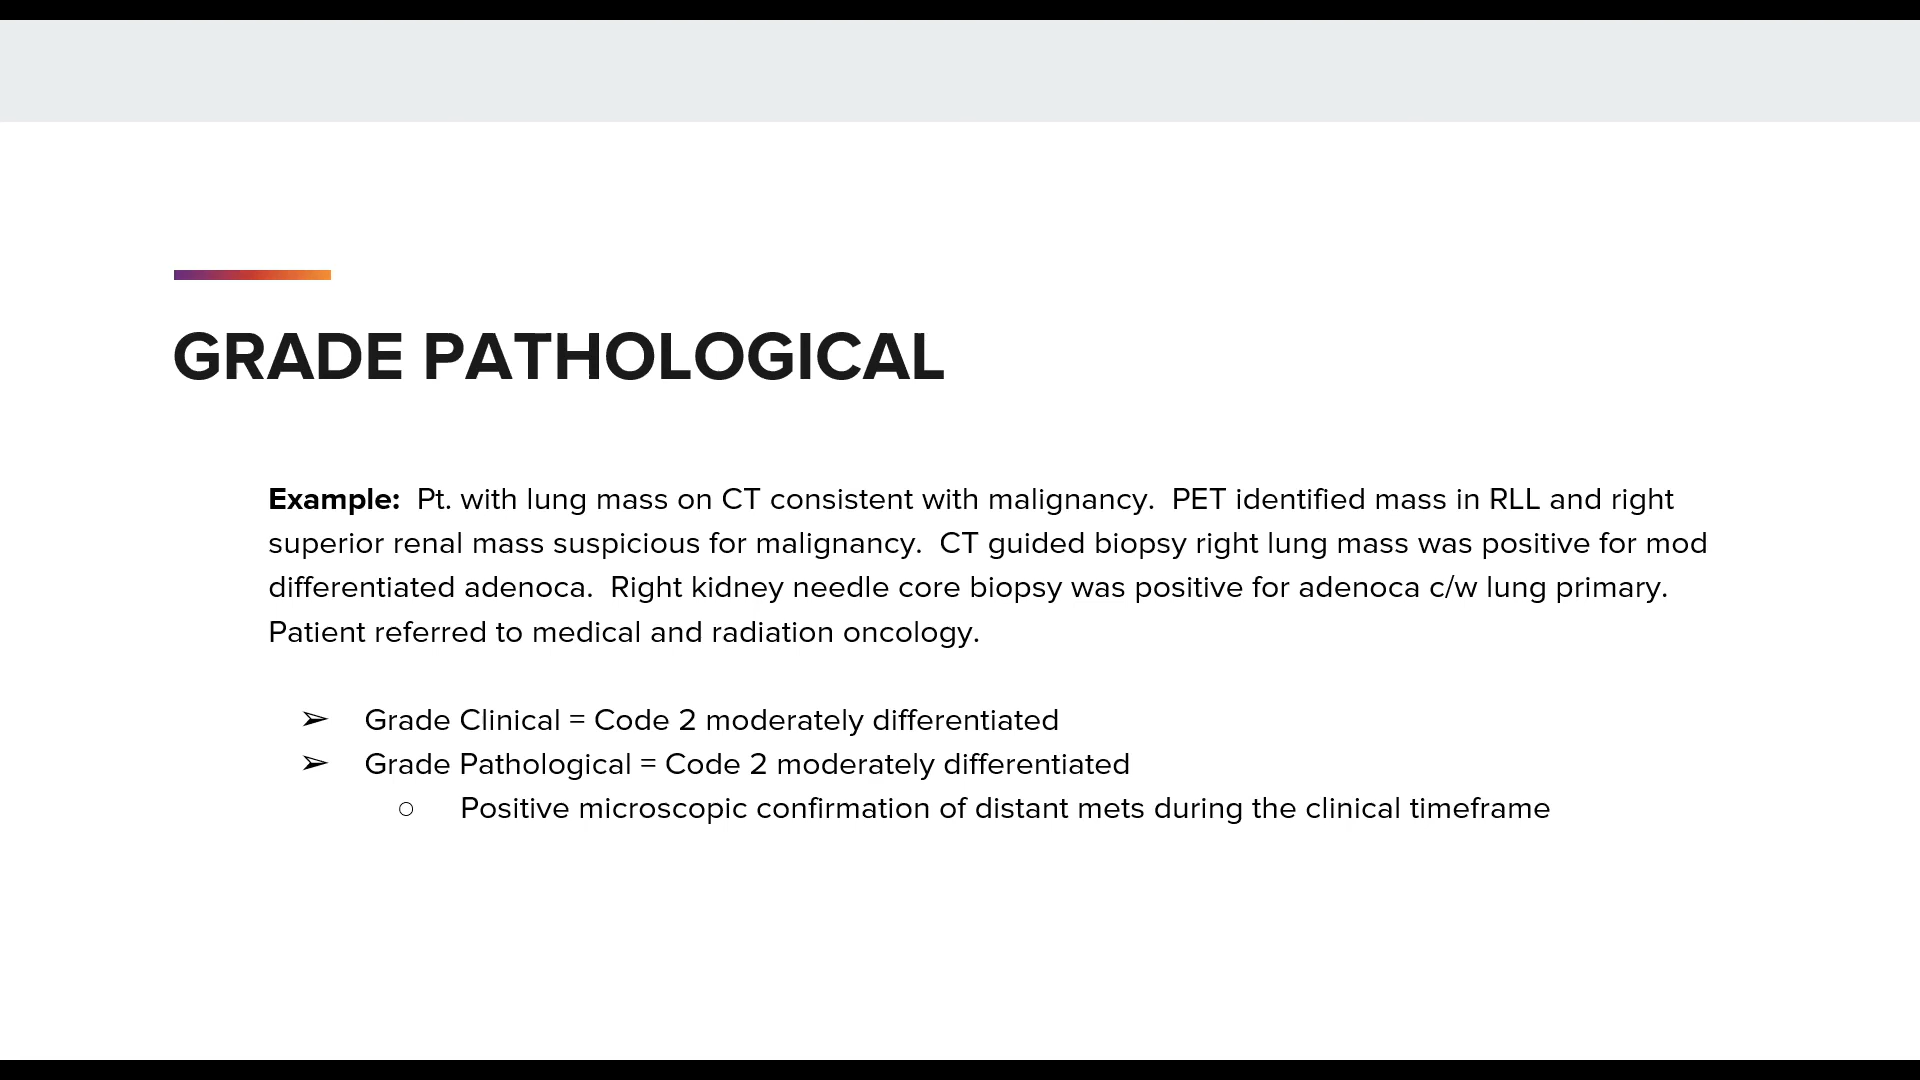 GRADE PATHOLOGICAL
Example:  Pt. with lung mass on CT consistent with malignancy.  PET identified mass in RLL and right
superior renal mass suspicious for malignancy.  CT guided biopsy right lung mass was positive for mod
differentiated adenoca.  Right kidney needle core biopsy was positive for adenoca c/w lung primary.
Patient referred to medical and radiation oncology.
➢ Grade Clinical = Code 2 moderately differentiated
➢ Grade Pathological = Code 2 moderately differentiated
○ Positive microscopic confirmation of distant mets during the clinical timeframe